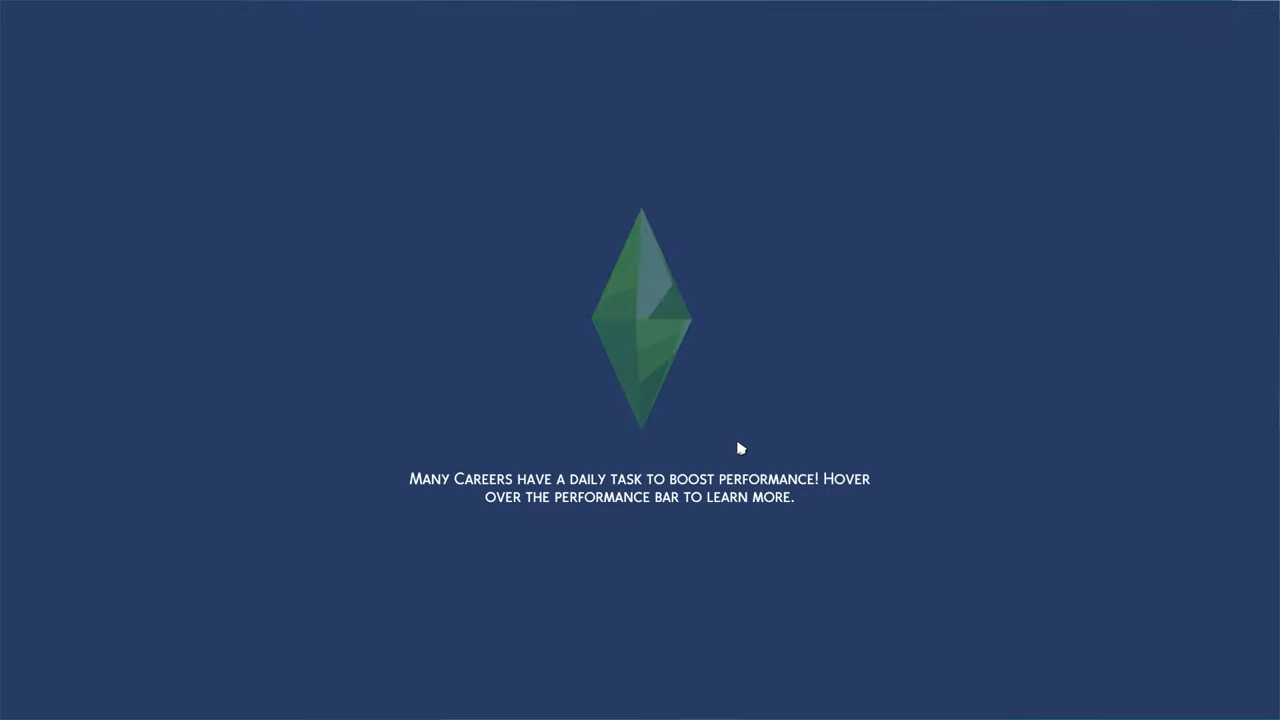 Many Careers have a daily task to boost performance! Hover
over the performance bar to learn more.